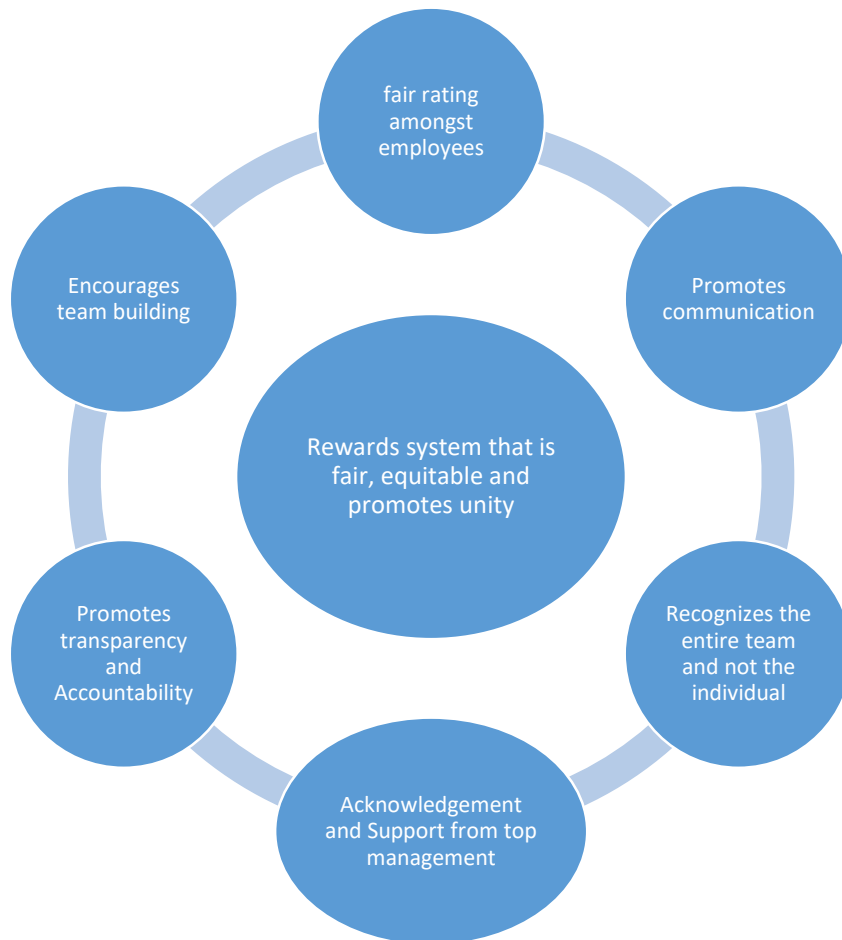 fair rating
amongst
employees
Promotes
communication
Recognizes the
entire team
and not the
individual
Acknowledgement
and Support from top
management
Promotes
transparency
and
Accountability
Encourages
team building
Rewards system that is
fair, equitable and
promotes unity